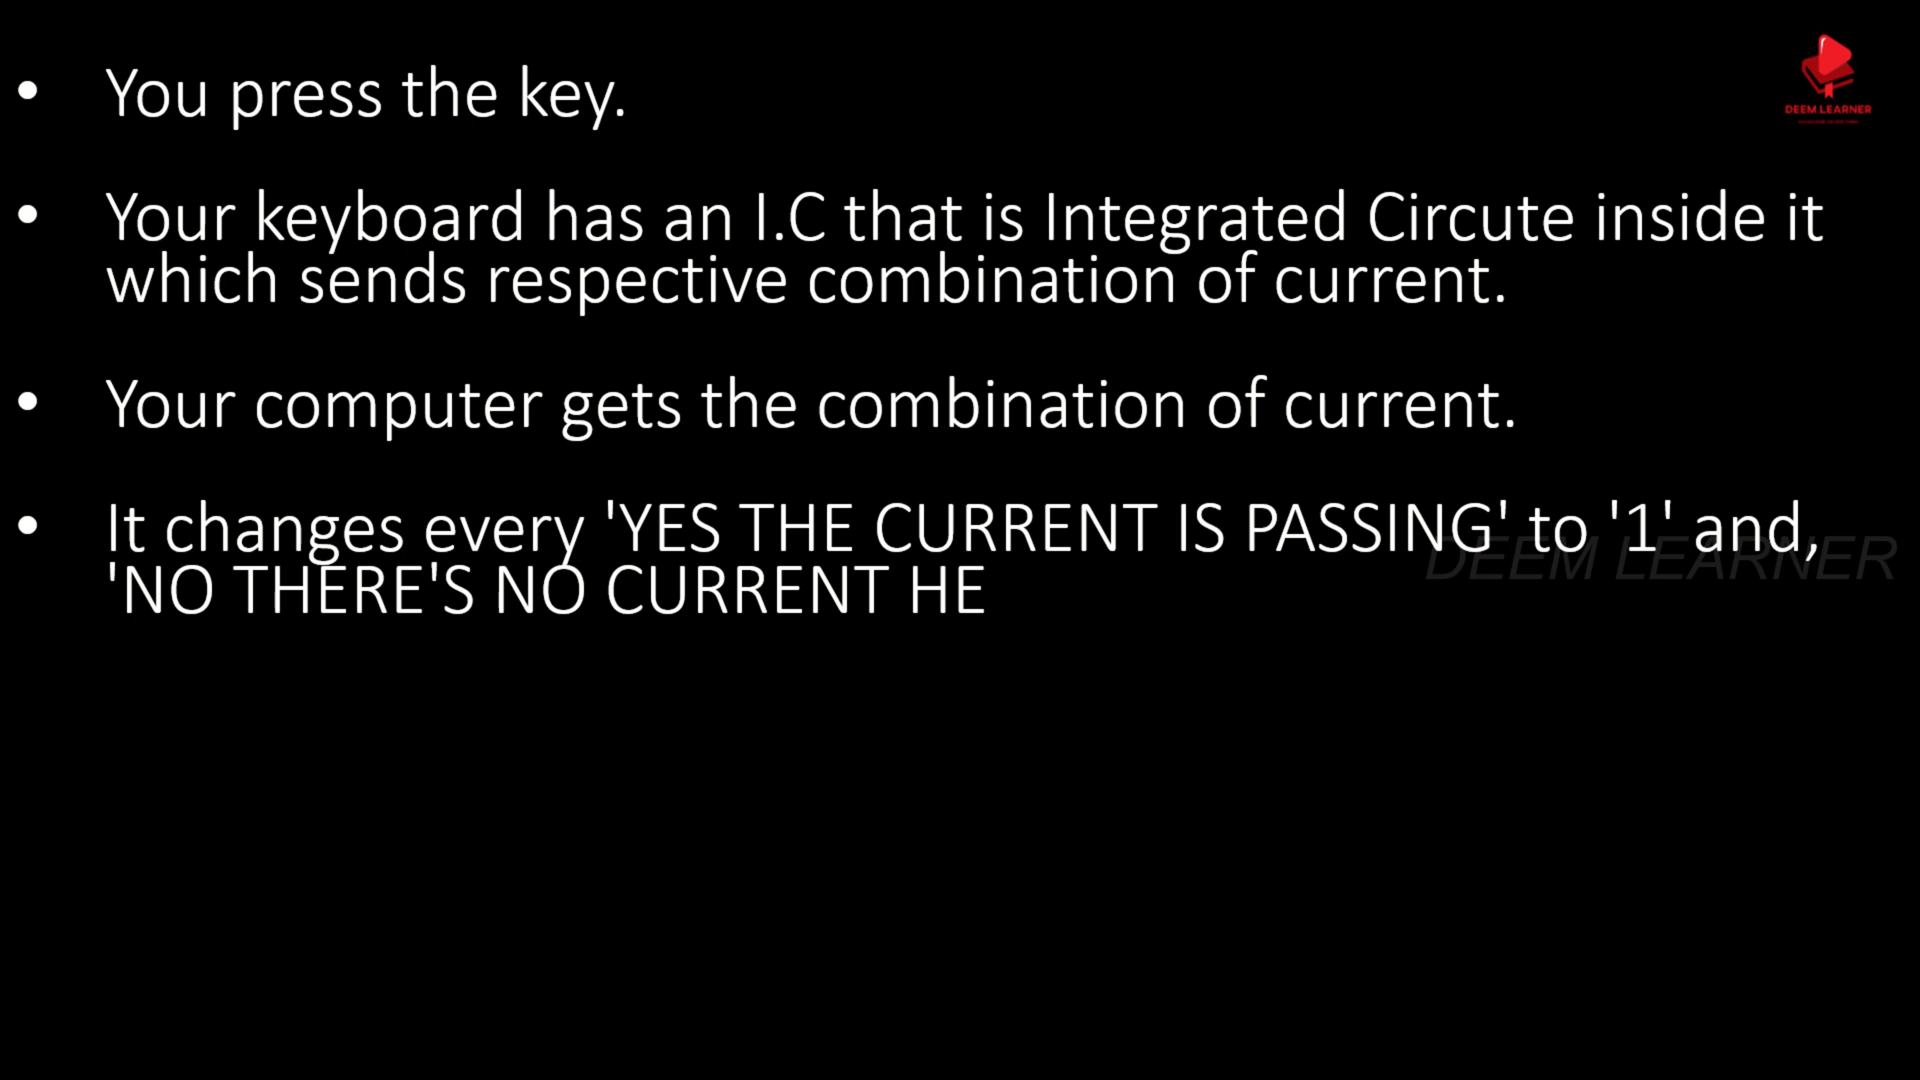 DEEM LEARNER
• You press the key.
• Your keyboard has an I.C that is Integrated Circute inside it
which sends respective combination of current.
• Your computer gets the combination of current.
• It changes every 'YES THE CURRENT IS PASSING' to '1' and,
'NO THERE'S NO CURRENT HE
DEEM LEARNER